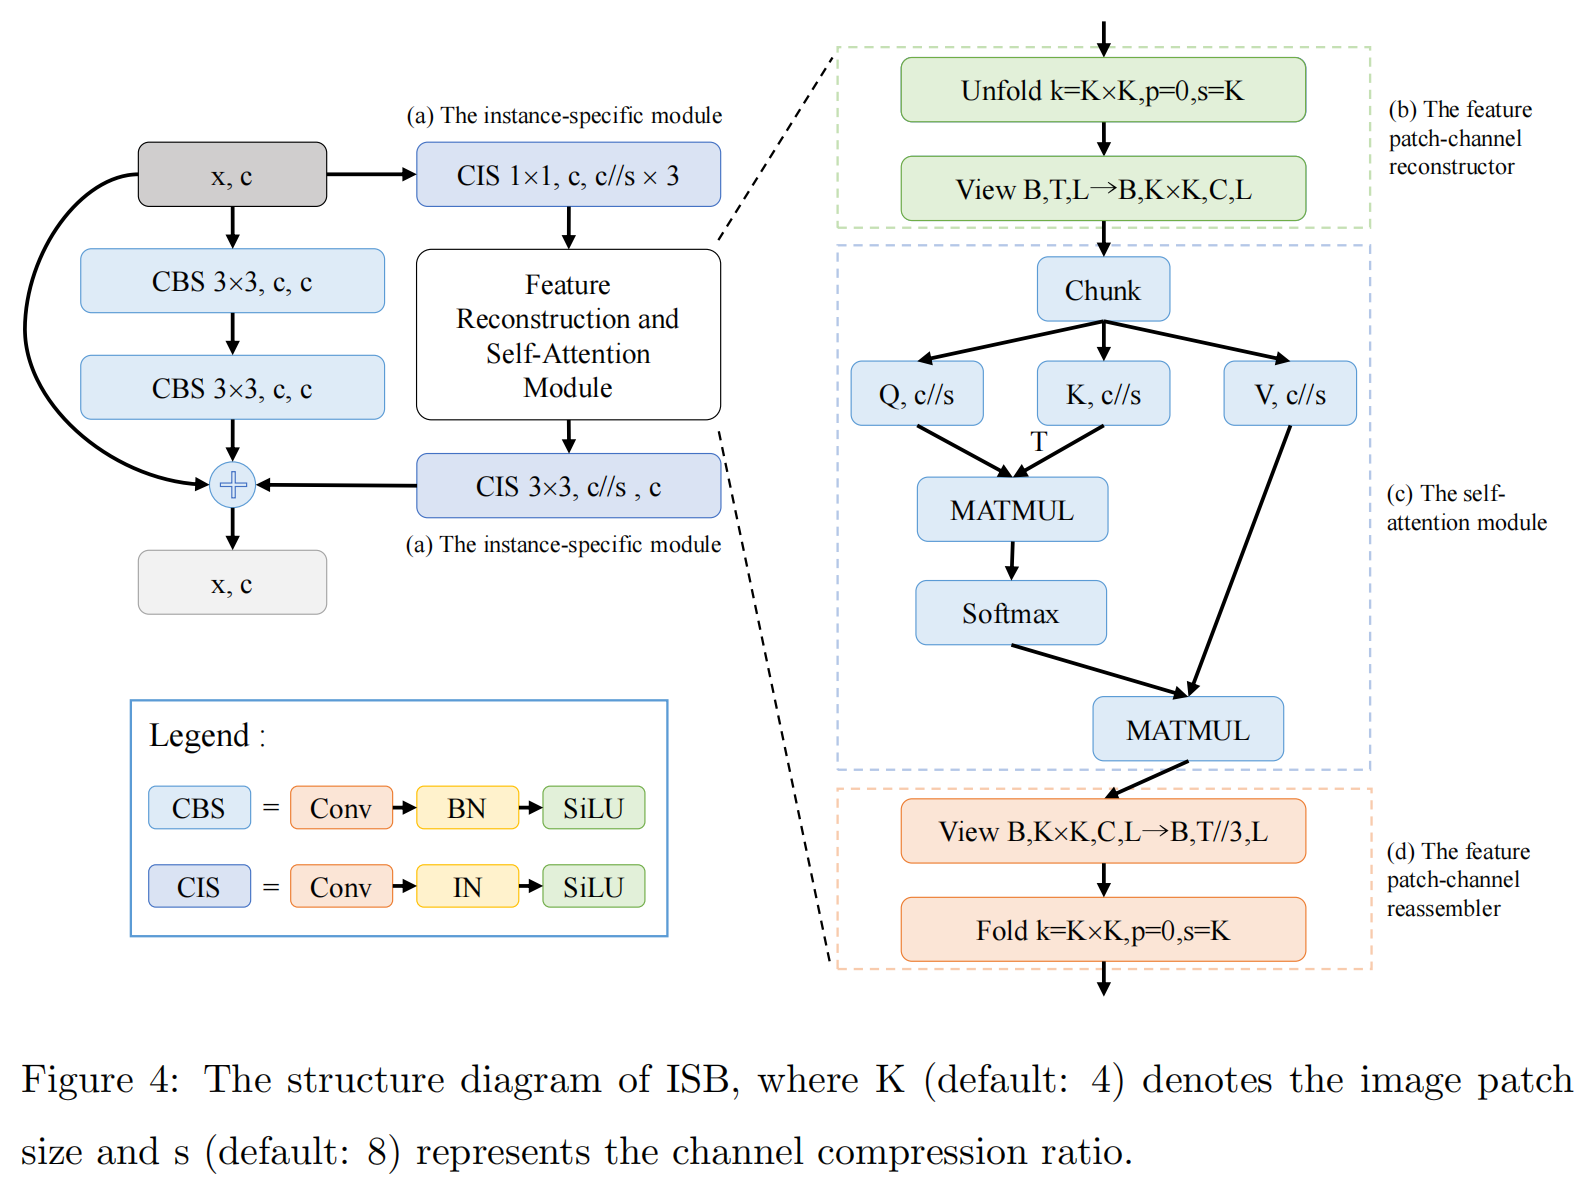 (a) The instance-specific module
x, c
CIS 1×1, c, c//s × 3
CBS 3×3, c, c
CBS 3×3, c, c
Feature
Reconstruction and
Self-Attention
Module
CIS 3×3, c//s , c
(a) The instance-specific module
x, c
Legend :
CBS = Conv BN SiLU
CIS = Conv IN SiLU
Unfold k=K×K,p=0,s=K
View B,T,L→B,K×K,C,L
(b) The feature
patch-channel
reconstructor
Chunk
Q, c//s
K, c//s
V, c//s
T
MATMUL
Softmax
MATMUL
(c) The self-
attention module
View B,K×K,C,L→B,T//3,L
Fold k=K×K,p=0,s=K
(d) The feature
patch-channel
reassembler
Figure 4: The structure diagram of ISB, where K (default: 4) denotes the image patch
size and s (default: 8) represents the channel compression ratio.